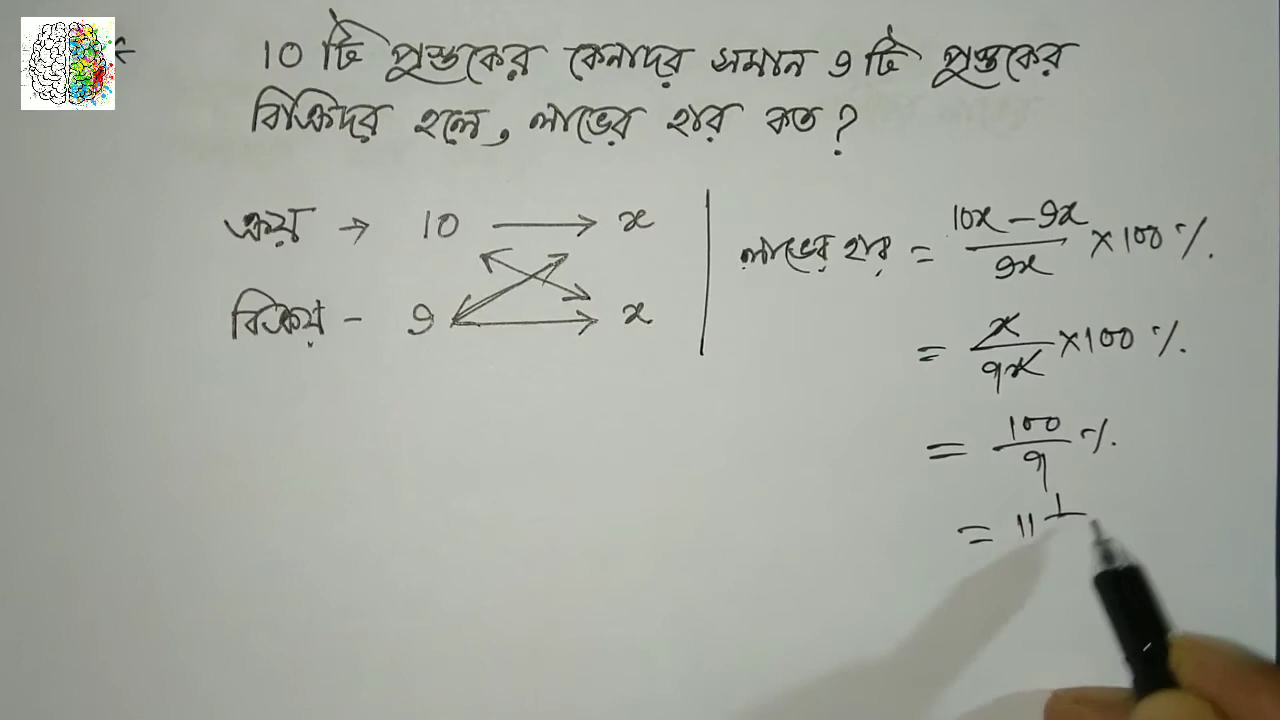 10 টি পুস্তকের কেনাদর সমান 9 টি পুস্তকের
বিক্রিদর হলে, লাভের হার কত?
ক্রয় → 10 → x
বিক্রয় - 9 → x
লাভের হার = 10x - 9x / 9x × 100 %.
= x / 9x × 100 %.
= 100 / 9 %.
= 11 1